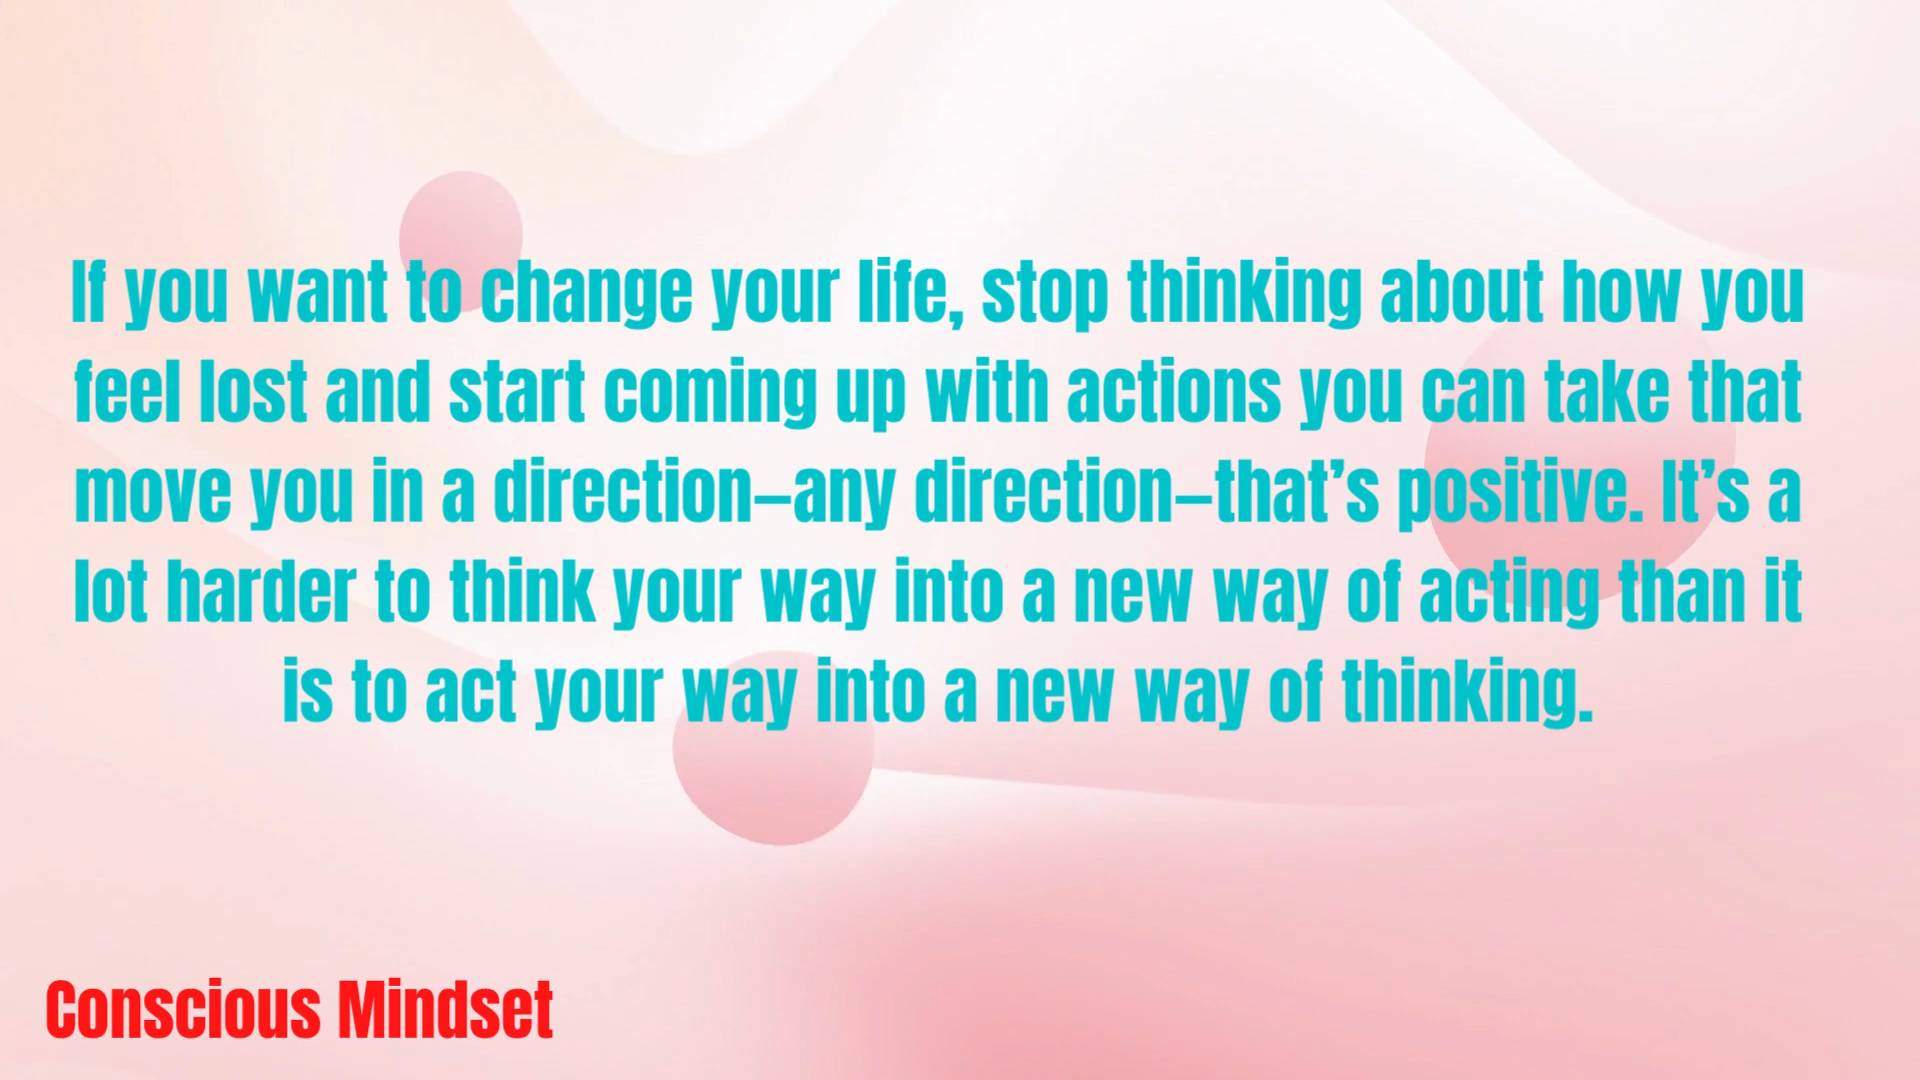 If you want to change your life, stop thinking about how you
feel lost and start coming up with actions you can take that
move you in a direction—any direction—that’s positive. It’s a
lot harder to think your way into a new way of acting than it
is to act your way into a new way of thinking.
Conscious Mindset